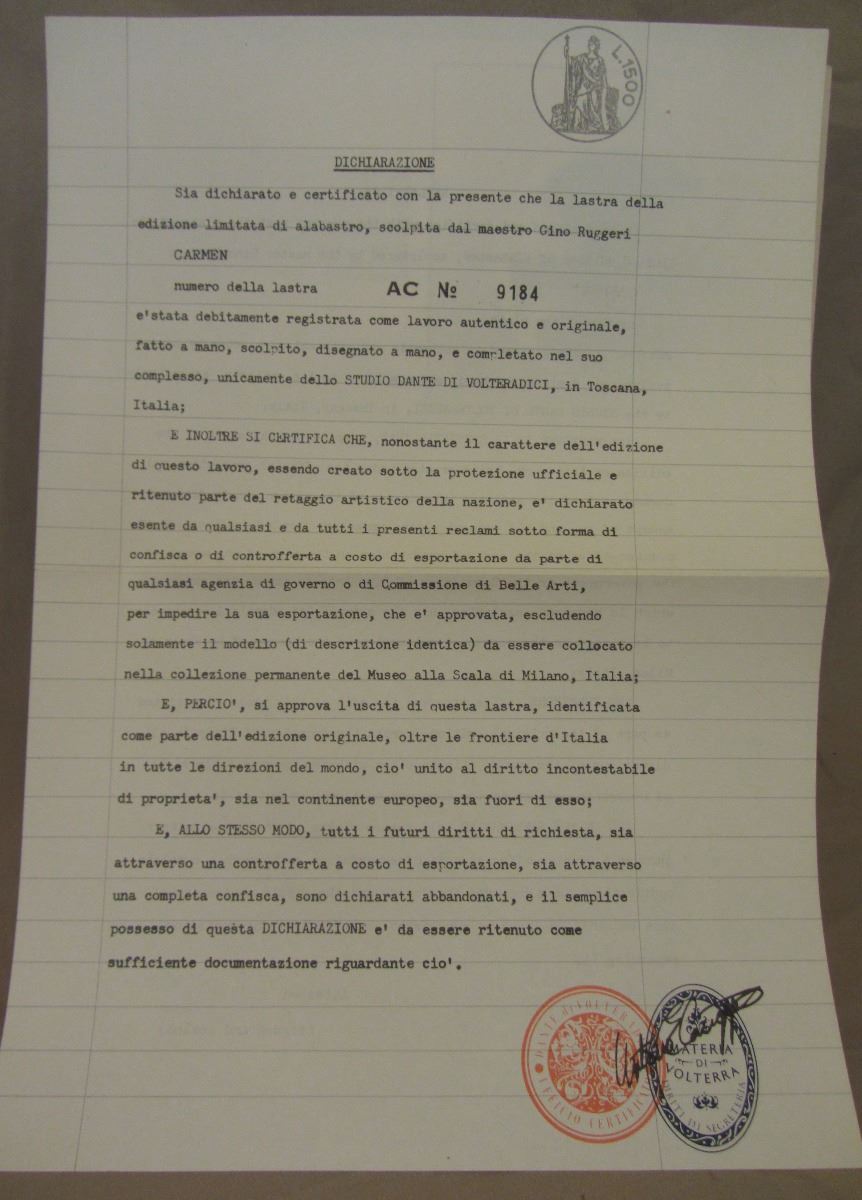 L.1500
DICHIARAZIONE
Sia dichiarato e certificato con la presente che la lastra della
edizione limitata di alabastro, scolpita dal maestro Gino Ruggeri
CARMEN
numero della lastra AC Nº 9184
e'stata debitamente registrata come lavoro autentico e originale,
fatto a mano, scolpito, disegnato a mano, e completato nel suo
complesso, unicamente dello STUDIO DANTE DI VOLTERADICI, in Toscana,
Italia;
E INOLTRE SI CERTIFICA CHE, nonostante il carattere dell'edizione
di questo lavoro, essendo creato sotto la protezione ufficiale e
ritenuto parte del retaggio artistico della nazione, e' dichiarato
esente da qualsiasi e da tutti i presenti reclami sotto forma di
confisca o di controfferta a costo di esportazione da parte di
qualsiasi agenzia di governo o di Commissione di Belle Arti,
per impedire la sua esportazione, che e' approvata, escludendo
solamente il modello (di descrizione identica) da essere collocato
nella collezione permanente del Museo alla Scala di Milano, Italia;
E, PERCIO', si approva l'uscita di questa lastra, identificata
come parte dell'edizione originale, oltre le frontiere d'Italia
in tutte le direzioni del mondo, cio' unito al diritto incontestabile
di proprieta', sia nel continente europeo, sia fuori di esso;
E, ALLO STESSO MODO, tutti i futuri diritti di richiesta, sia
attraverso una controfferta a costo di esportazione, sia attraverso
una completa confisca, sono dichiarati abbandonati, e il semplice
possesso di questa DICHIARAZIONE e' da essere ritenuto come
sufficiente documentazione riguardante cio'.
DANTE di
UFFICIO
MATERIA
DI
VOLTERRA
DIRITI DI SEGRETERIA